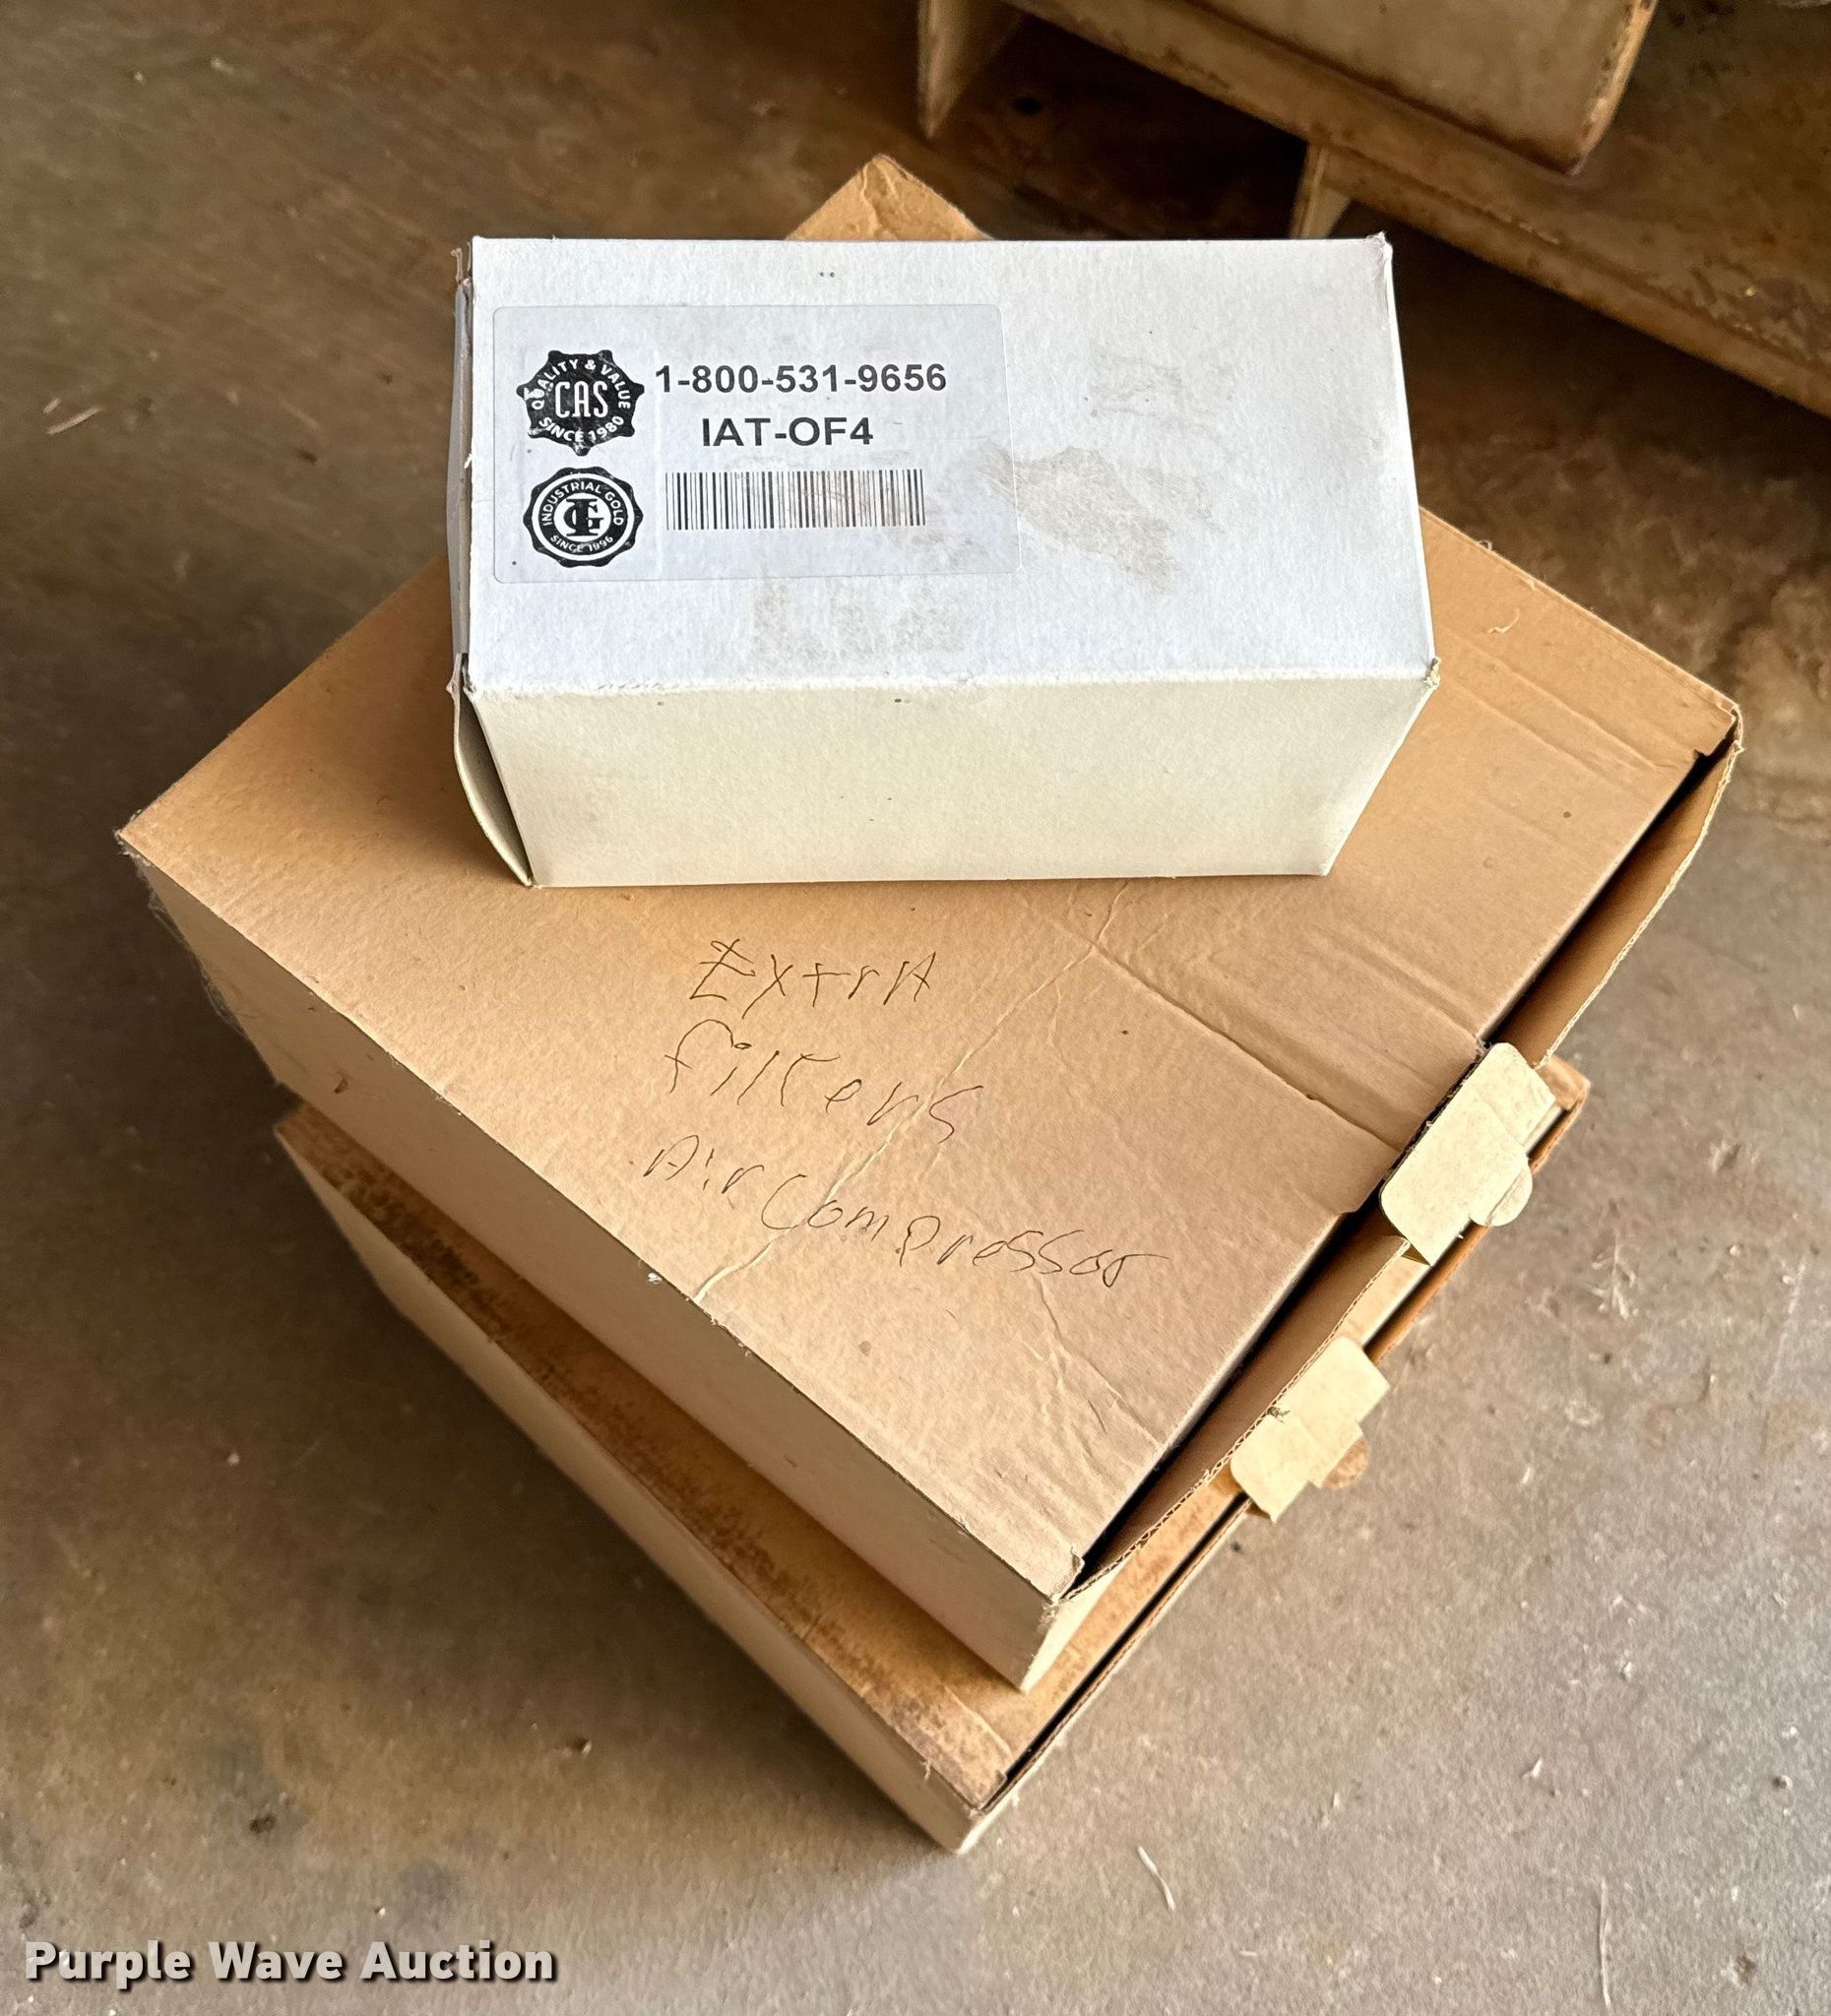 QUALITY & VALUE
CAS
SINCE 1980
1-800-531-9656
IAT-OF4
INDUSTRIAL GOLD
IG
SINCE 1996
ExtrA
filters
Air Compressor
Purple Wave Auction